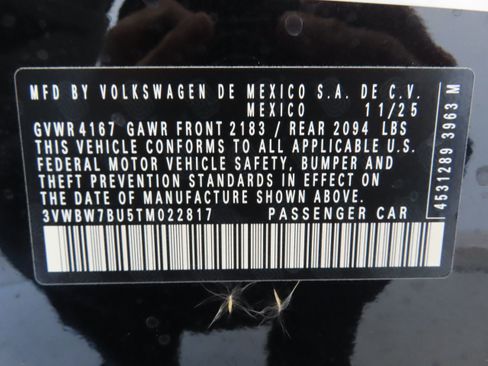 MFD BY VOLKSWAGEN DE MEXICO S.A. DE C.V.
MEXICO 11/25
GVWR 4167 GAWR FRONT 2183 / REAR 2094 LBS
THIS VEHICLE CONFORMS TO ALL APPLICABLE U.S.
FEDERAL MOTOR VEHICLE SAFETY, BUMPER AND
THEFT PREVENTION STANDARDS IN EFFECT ON
THE DATE OF MANUFACTURE SHOWN ABOVE.
3VWBW7BU5TM022817 PASSENGER CAR
4531289 3963 M